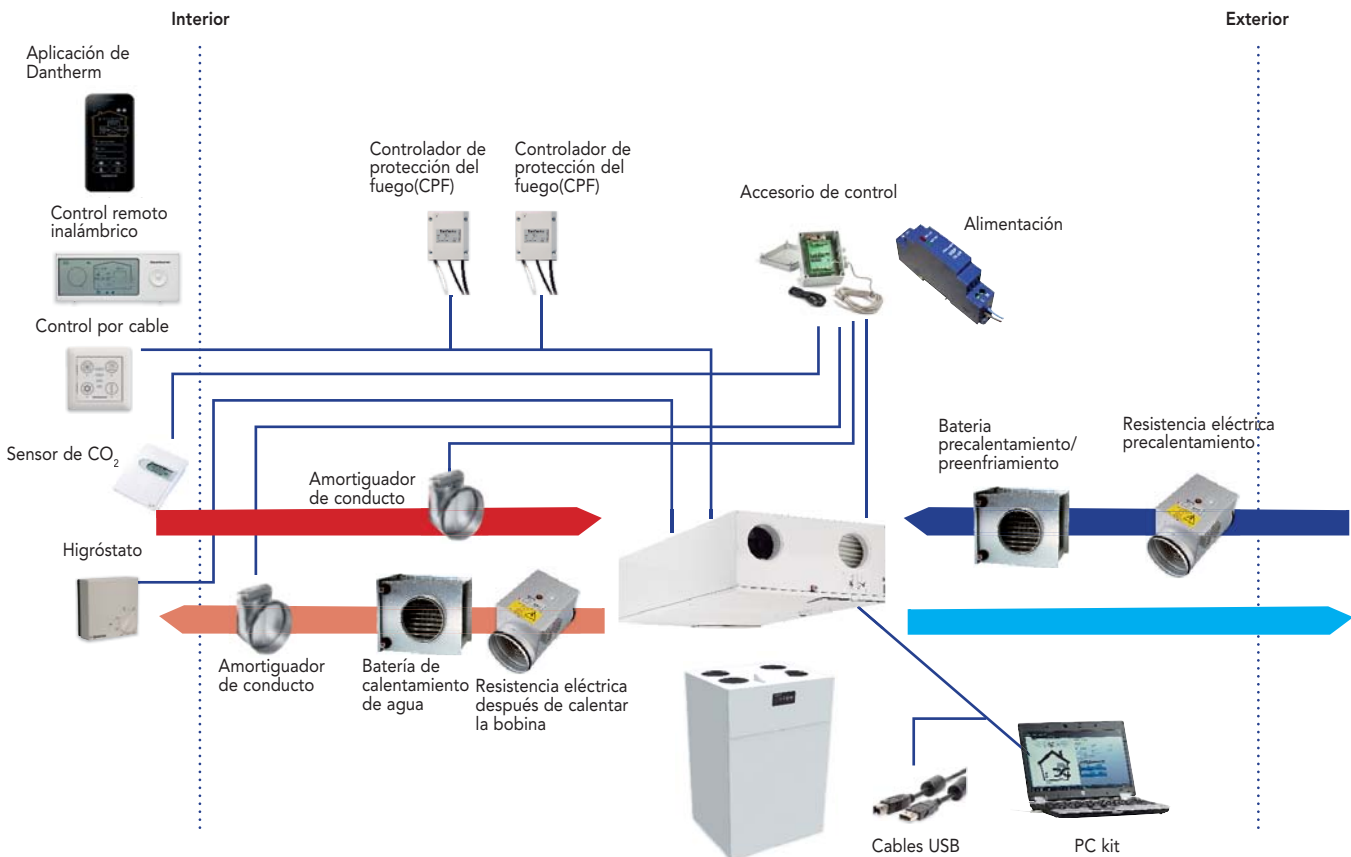 Interior
Exterior
Aplicación de
Dantherm
Controlador de
protección del
fuego(CPF)
Controlador de
protección del
fuego(CPF)
Accesorio de control
Alimentación
Control remoto
inalámbrico
Control por cable
Sensor de CO2
Amortiguador
de conducto
Bateria
precalentamiento/
preenfriamiento
Resistencia eléctrica
precalentamiento
Higróstato
Amortiguador
de conducto
Batería de
calentamiento
de agua
Resistencia eléctrica
después de calentar
la bobina
Cables USB
PC kit